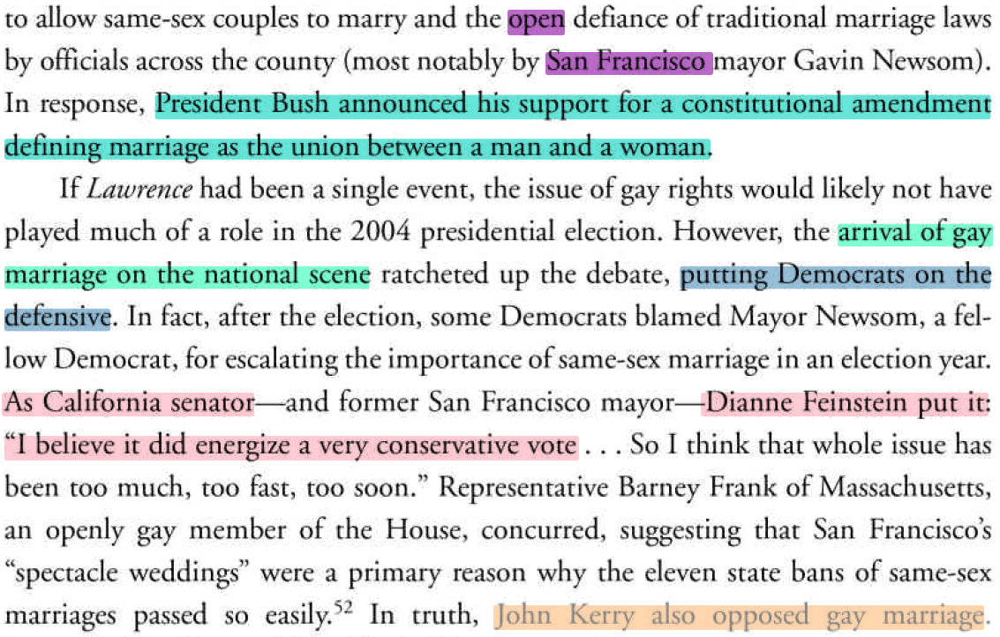 to allow same-sex couples to marry and the open defiance of traditional marriage laws
by officials across the county (most notably by San Francisco mayor Gavin Newsom).
In response, President Bush announced his support for a constitutional amendment
defining marriage as the union between a man and a woman.
If Lawrence had been a single event, the issue of gay rights would likely not have
played much of a role in the 2004 presidential election. However, the arrival of gay
marriage on the national scene ratcheted up the debate, putting Democrats on the
defensive. In fact, after the election, some Democrats blamed Mayor Newsom, a fel-
low Democrat, for escalating the importance of same-sex marriage in an election year.
As California senator—and former San Francisco mayor—Dianne Feinstein put it:
“I believe it did energize a very conservative vote . . . So I think that whole issue has
been too much, too fast, too soon.” Representative Barney Frank of Massachusetts,
an openly gay member of the House, concurred, suggesting that San Francisco’s
“spectacle weddings” were a primary reason why the eleven state bans of same-sex
marriages passed so easily.52 In truth, John Kerry also opposed gay marriage.